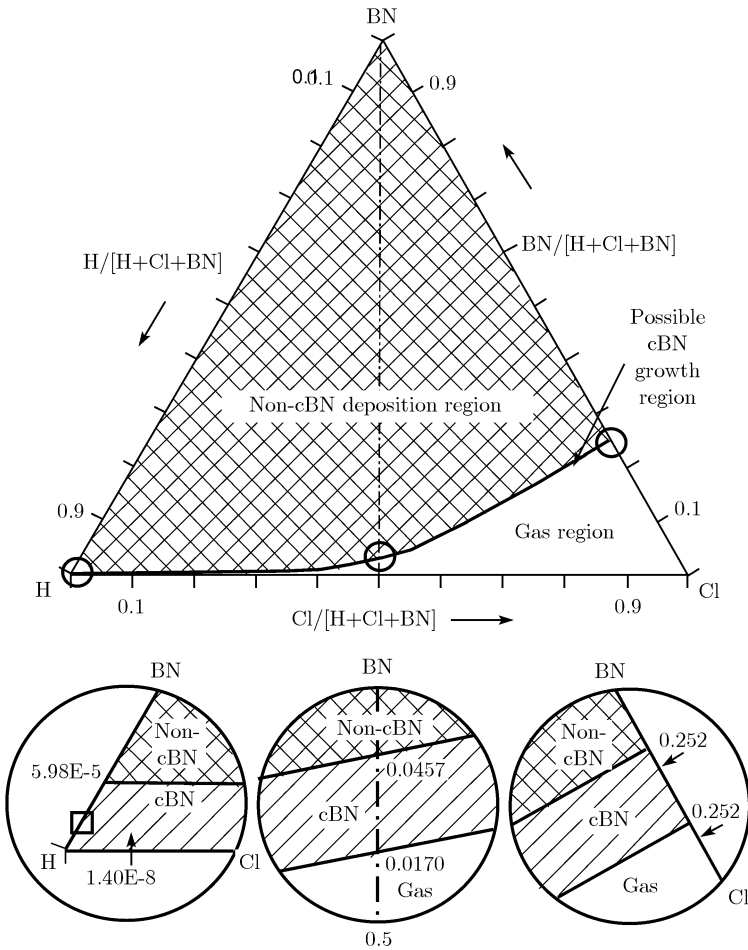 BN
0.1
0.1
0.9
H/[H+Cl+BN]
BN/[H+Cl+BN]
Possible
cBN
growth
region
Non-cBN deposition region
0.9
0.1
Gas region
H
Cl
0.1
0.9
Cl/[H+Cl+BN]
BN
Non-
cBN
5.98E-5
cBN
H
Cl
1.40E-8
BN
Non-cBN
0.0457
cBN
0.0170
Gas
0.5
BN
Non-
cBN
0.252
0.252
cBN
Gas
Cl